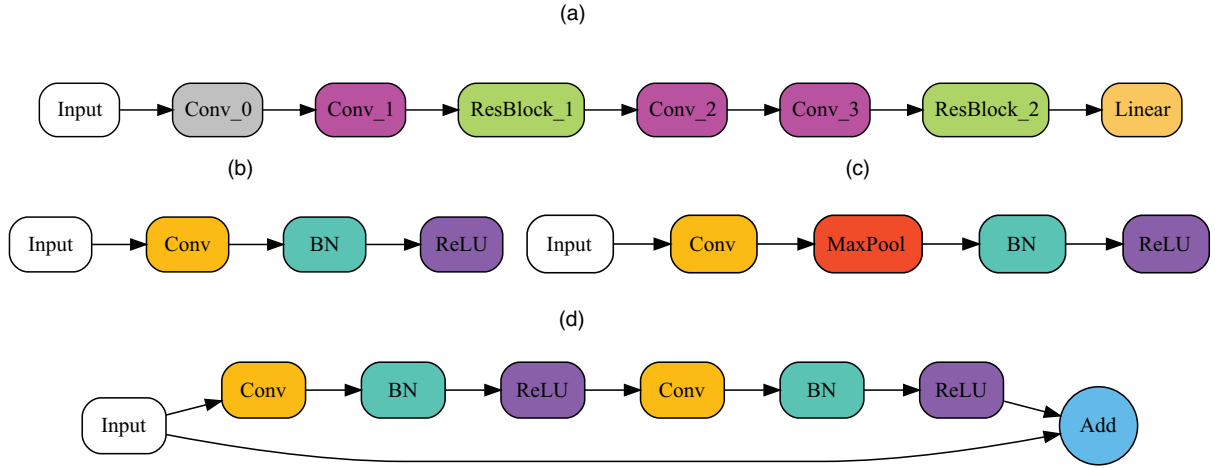 (a)
Input Conv_0 Conv_1 ResBlock_1 Conv_2 Conv_3 ResBlock_2 Linear
(b)
Input Conv BN ReLU
(c)
Input Conv MaxPool BN ReLU
(d)
Conv BN ReLU Conv BN ReLU
Input
Add